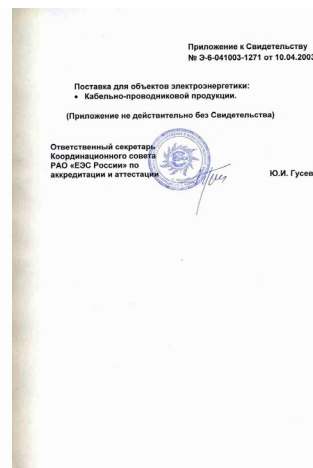 Приложение к Свидетельству
№ Э-6-041003-1271 от 10.04.2003
Поставка для объектов электроэнергетики:
• Кабельно-проводниковой продукции.
(Приложение не действительно без Свидетельства)
Ответственный секретарь
Координационного совета
РАО «ЕЭС России» по
аккредитации и аттестации
Ю.И. Гусев